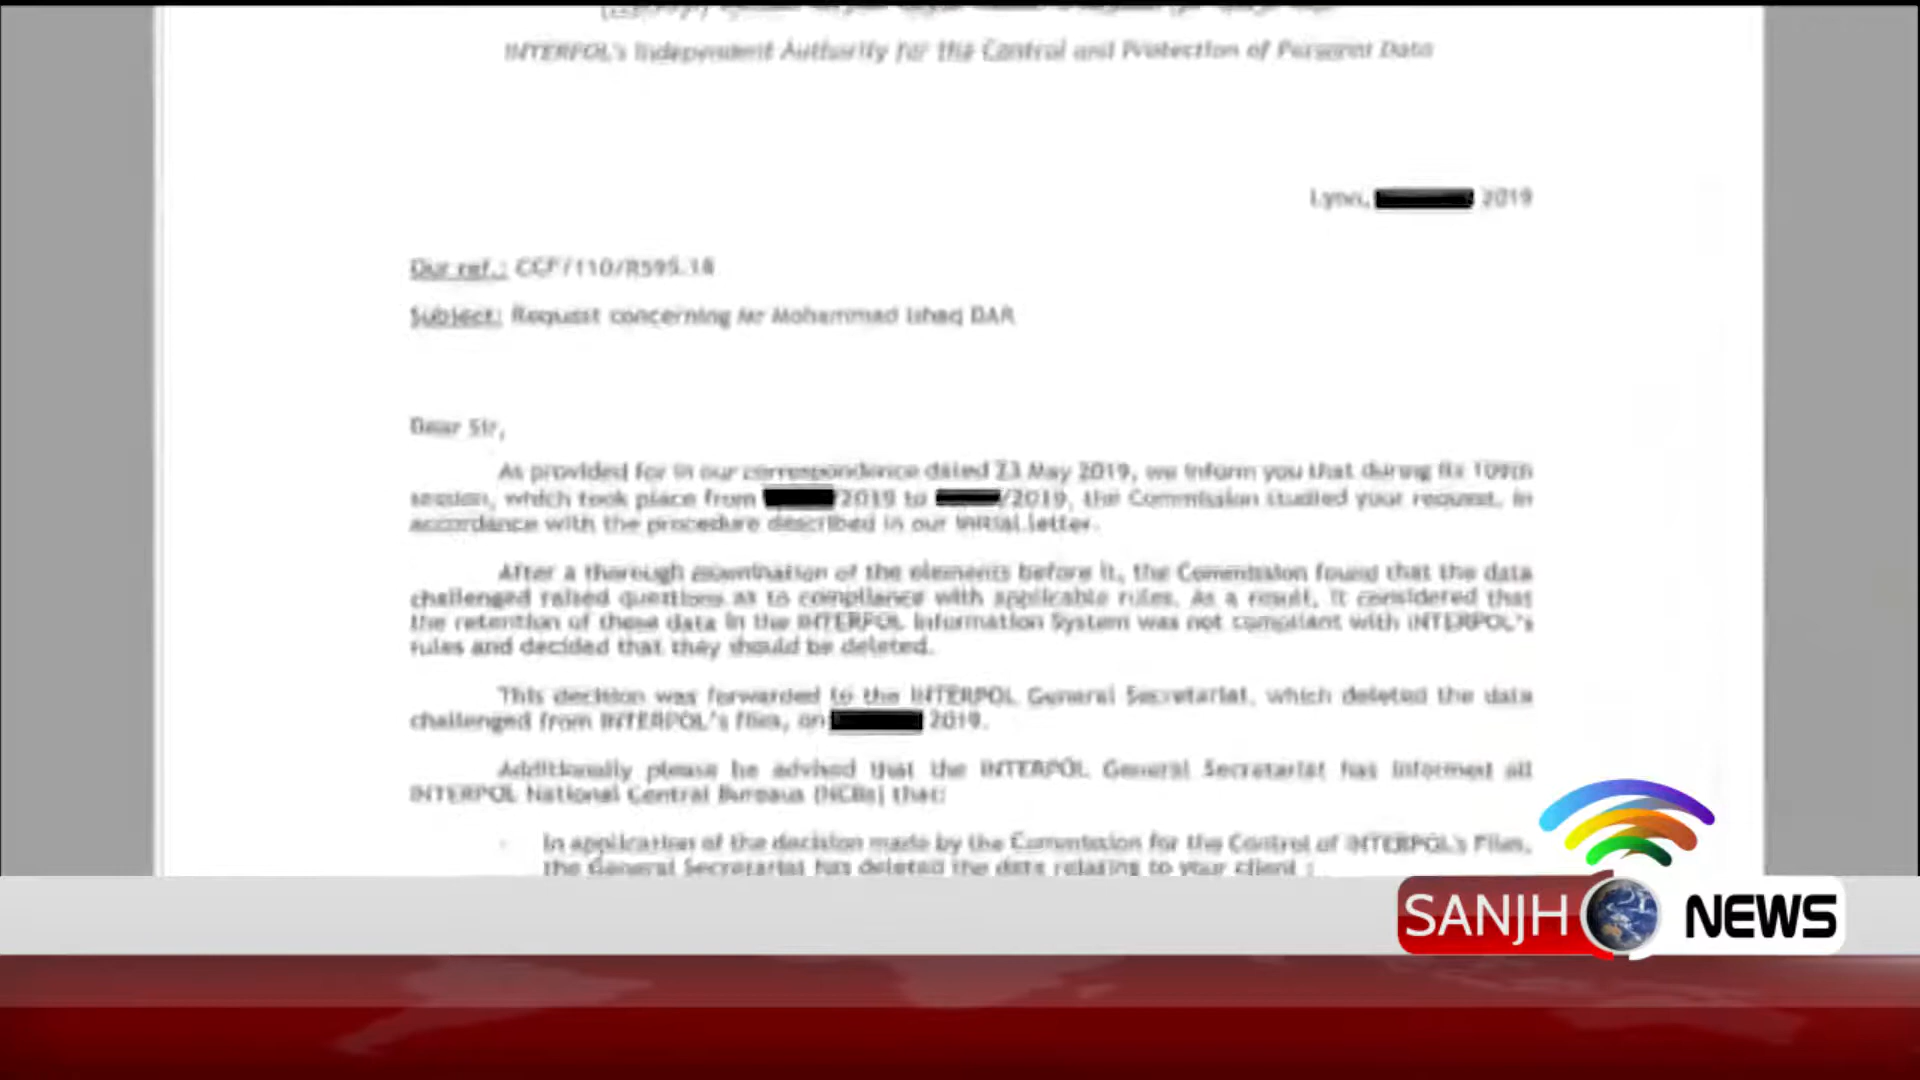 INTERPOL's Independent Authority for the Control and Protection of Personal Data
Lyon, 2019
Our ref.: CCF/110/R595.18
Subject: Request concerning Mr Mohammad Ishaq DAR
Dear Sir,
As provided for in our correspondence dated 23 May 2019, we inform you that during its 109th
session, which took place from /2019 to /2019, the Commission studied your request, in
accordance with the procedure described in our initial letter.
After a thorough examination of the elements before it, the Commission found that the data
challenged raised questions as to compliance with applicable rules. As a result, it considered that
the retention of these data in the INTERPOL Information System was not compliant with INTERPOL's
rules and decided that they should be deleted.
This decision was forwarded to the INTERPOL General Secretariat, which deleted the data
challenged from INTERPOL's files, on 2019.
Additionally please be advised that the INTERPOL General Secretariat has informed all
INTERPOL National Central Bureaus (NCBs) that:
- In application of the decision made by the Commission for the Control of INTERPOL's Files,
the General Secretariat has deleted the data relating to your client ;
SANJH NEWS